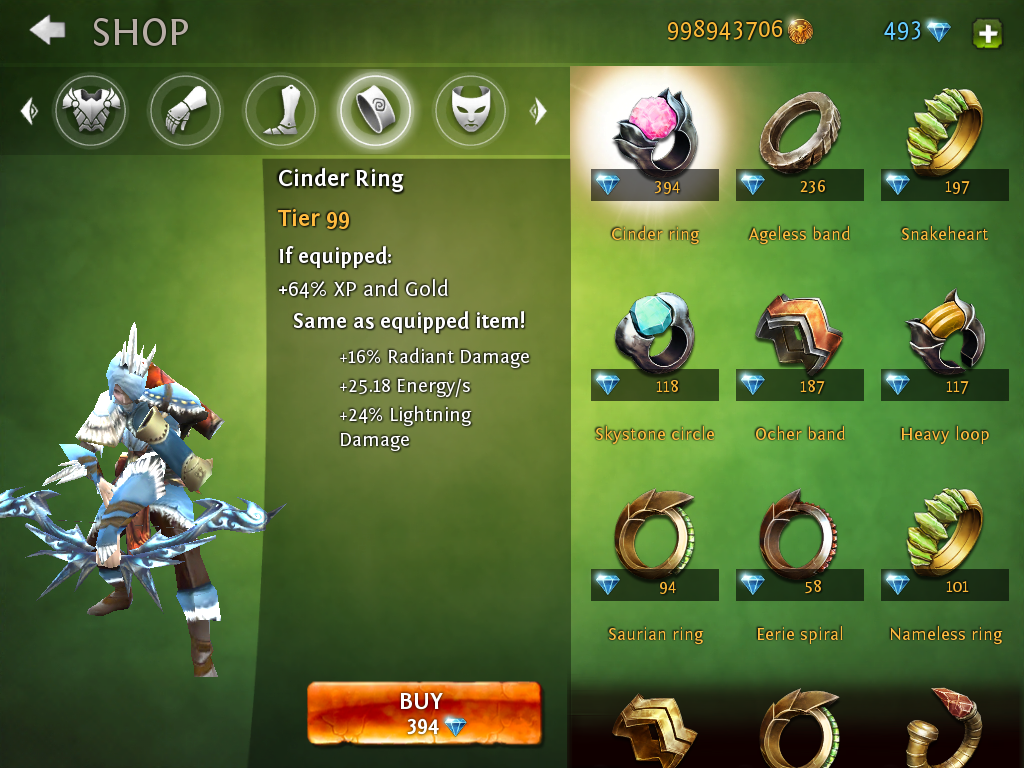 SHOP
998943706
493
Cinder Ring
Tier 99
If equipped:
+64% XP and Gold
Same as equipped item!
+16% Radiant Damage
+25.18 Energy/s
+24% Lightning
Damage
BUY
394
394
236
197
Cinder ring
Ageless band
Snakeheart
118
187
117
Skystone circle
Ocher band
Heavy loop
94
58
101
Saurian ring
Eerie spiral
Nameless ring